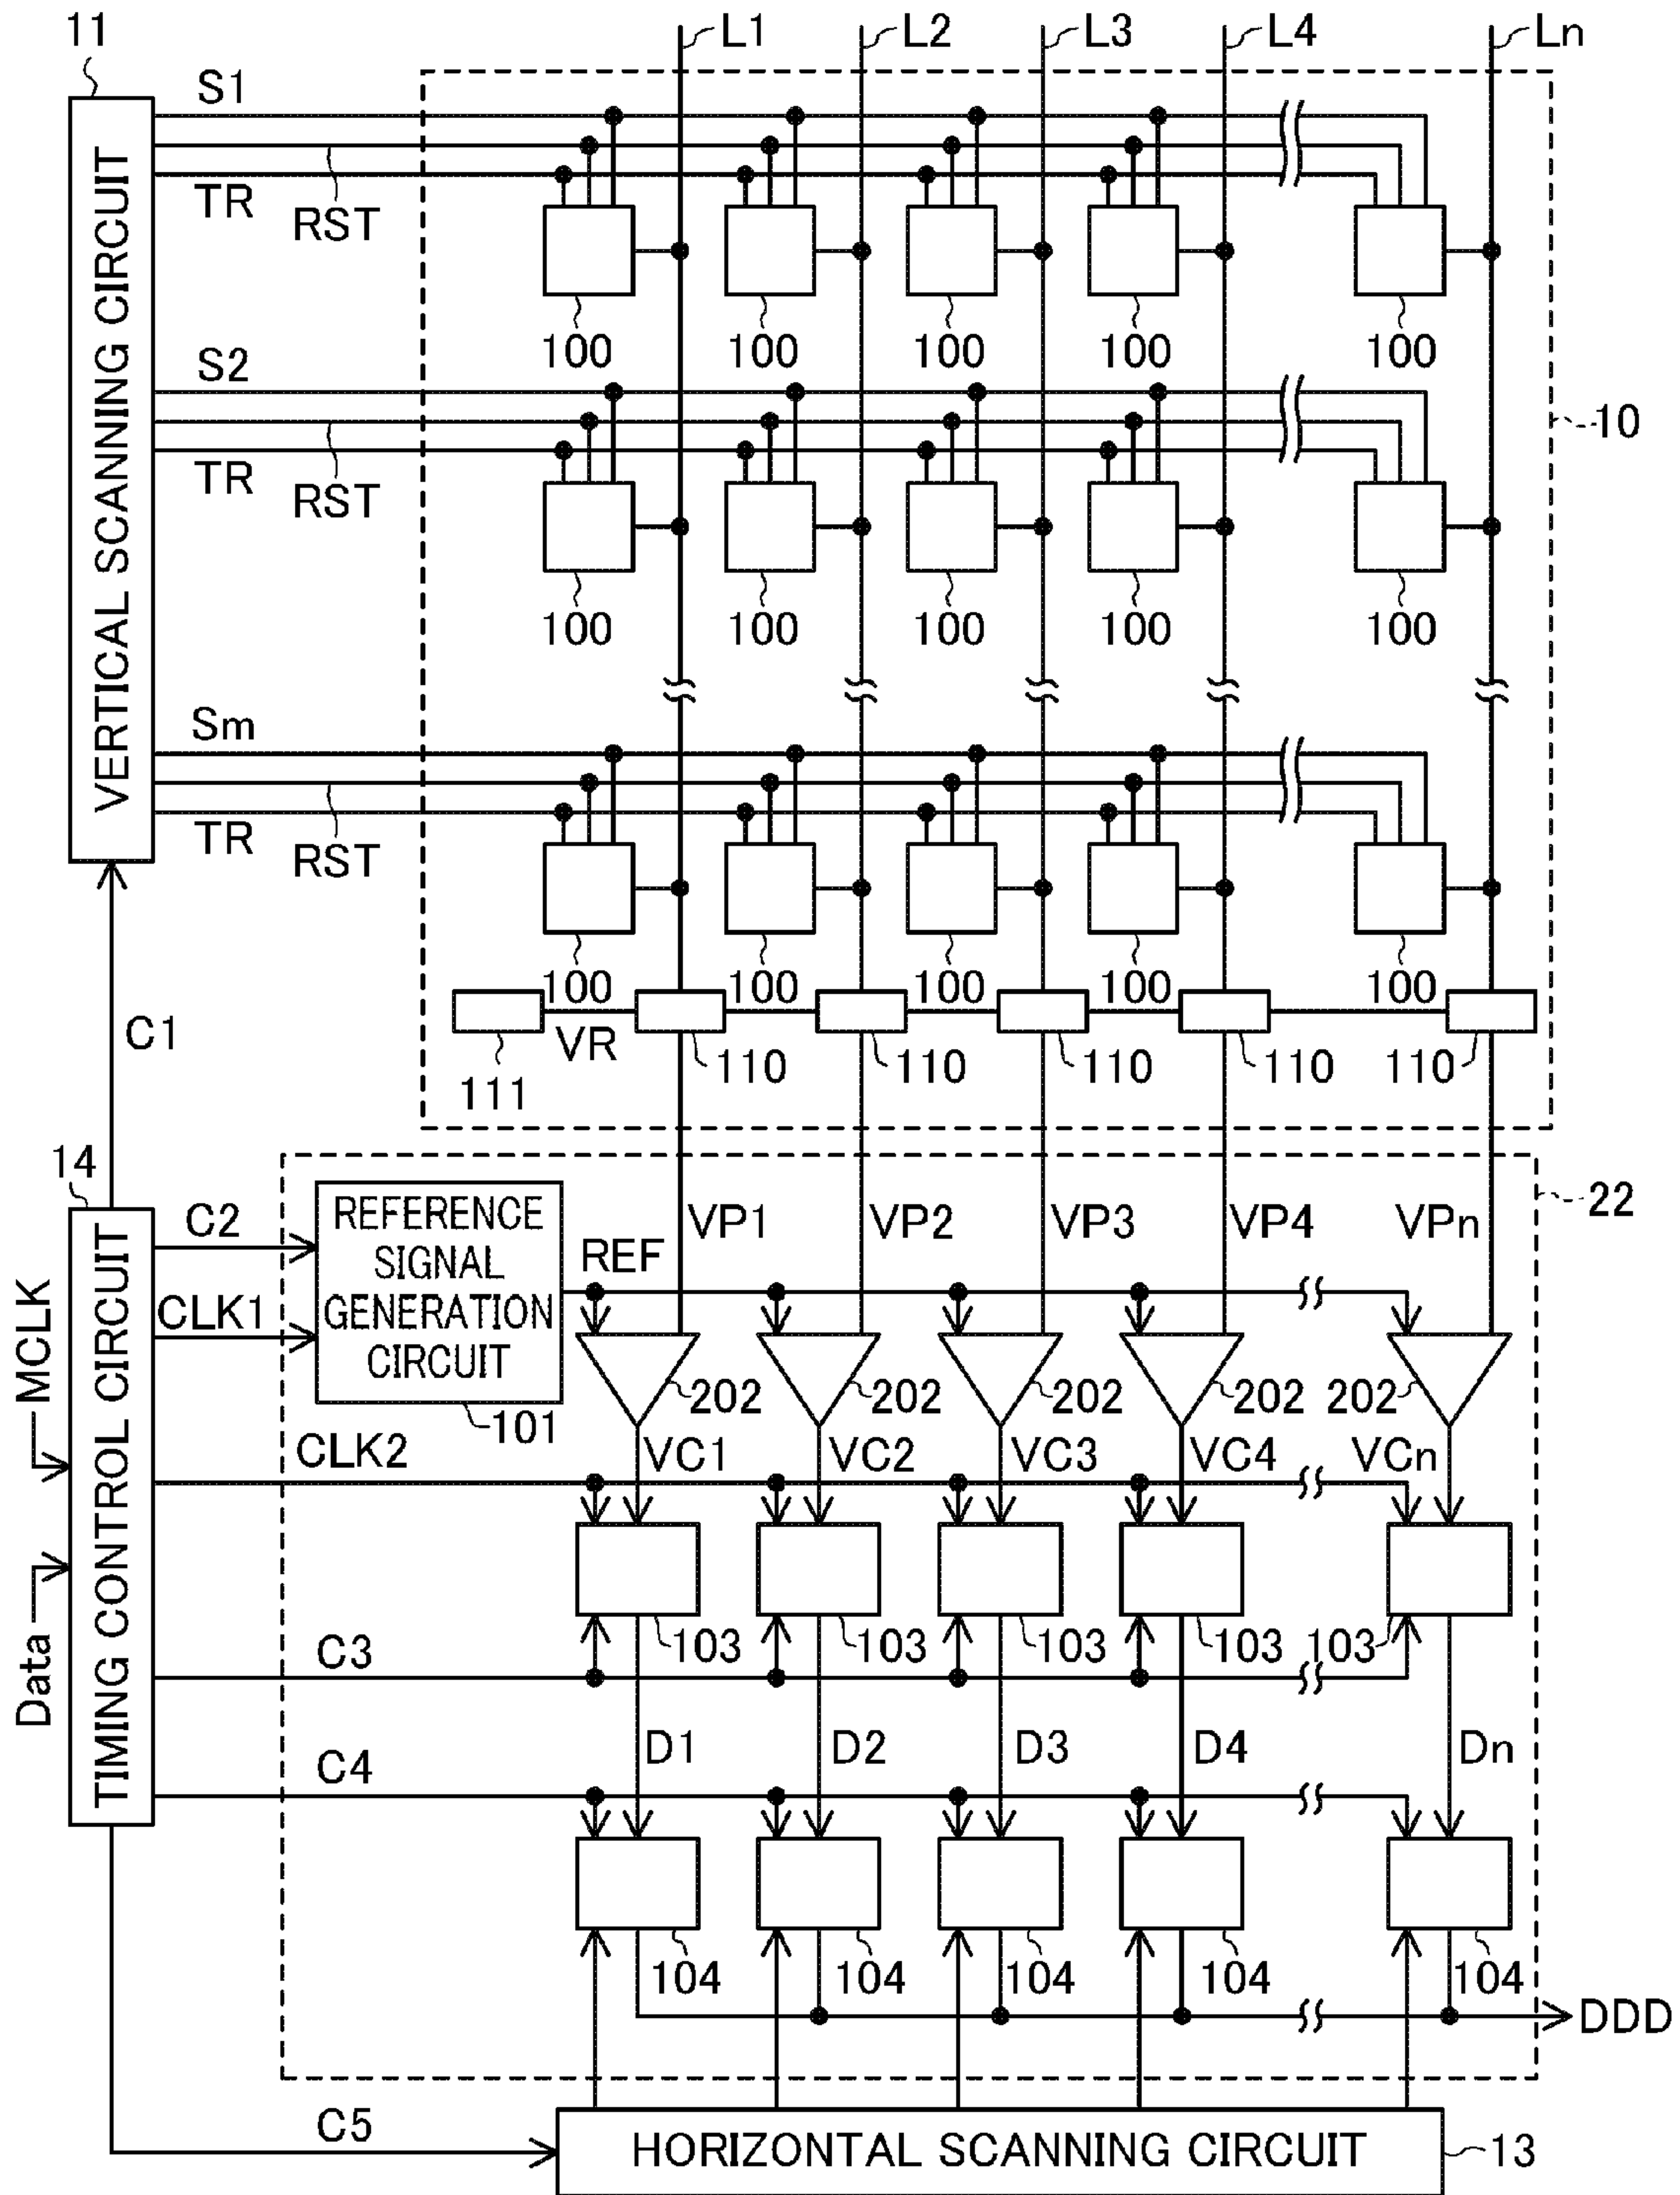 11
L1 L2 L3 L4 Ln
S1
TR
RST
100 100 100 100 100
VERTICAL SCANNING CIRCUIT
S2
10
TR
RST
100 100 100 100 100
Sm
TR
RST
100 100 100 100 100
C1
VR
111
110 110 110 110 110
14
22
C2
REFERENCE
SIGNAL
GENERATION
CIRCUIT
REF
VP1 VP2 VP3 VP4 VPn
CLK1
MCLK
TIMING CONTROL CIRCUIT
101
202 202 202 202 202
CLK2
VC1 VC2 VC3 VC4 VCn
Data
C3
103 103 103 103 103
D1 D2 D3 D4 Dn
C4
104 104 104 104 104
DDD
C5
HORIZONTAL SCANNING CIRCUIT
13